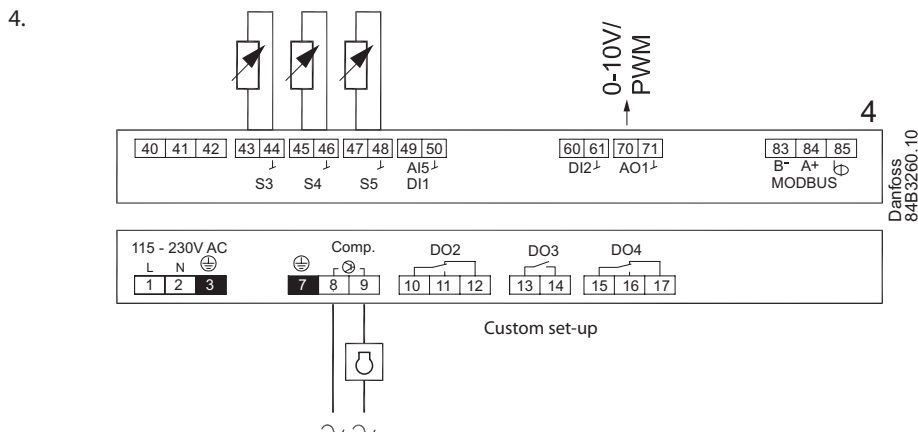 4.
0-10V/
PWM
4
40 41 42 43 44 45 46 47 48 49 50 60 61 70 71 83 84 85
AI5 DI2 AO1 B- A+
S3 S4 S5 DI1 MODBUS
Danfoss
84B3260.10
115 - 230V AC Comp. DO2 DO3 DO4
L N
1 2 3 7 8 9 10 11 12 13 14 15 16 17
Custom set-up